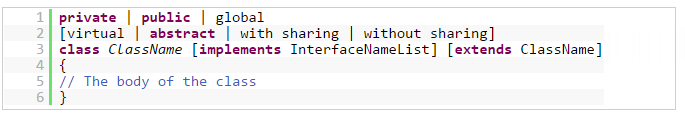 1 private | public | global
2 [virtual | abstract | with sharing | without sharing]
3 class ClassName [implements InterfaceNameList] [extends ClassName]
4 {
5 // The body of the class
6 }